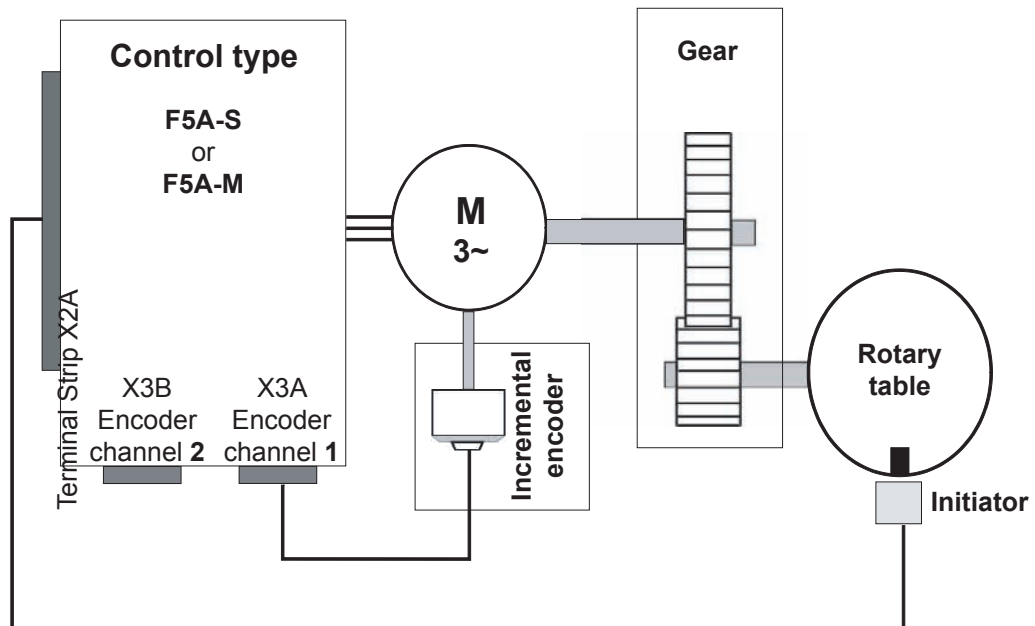 Control type
F5A-S
or
F5A-M
Terminal Strip X2A
X3B
Encoder
channel 2
X3A
Encoder
channel 1
M
3~
Incremental
encoder
Gear
Rotary
table
Initiator